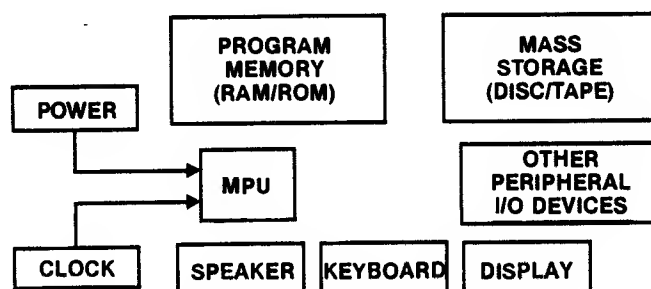 PROGRAM
MEMORY
(RAM/ROM)
MASS
STORAGE
(DISC/TAPE)
POWER
MPU
OTHER
PERIPHERAL
I/O DEVICES
CLOCK
SPEAKER
KEYBOARD
DISPLAY